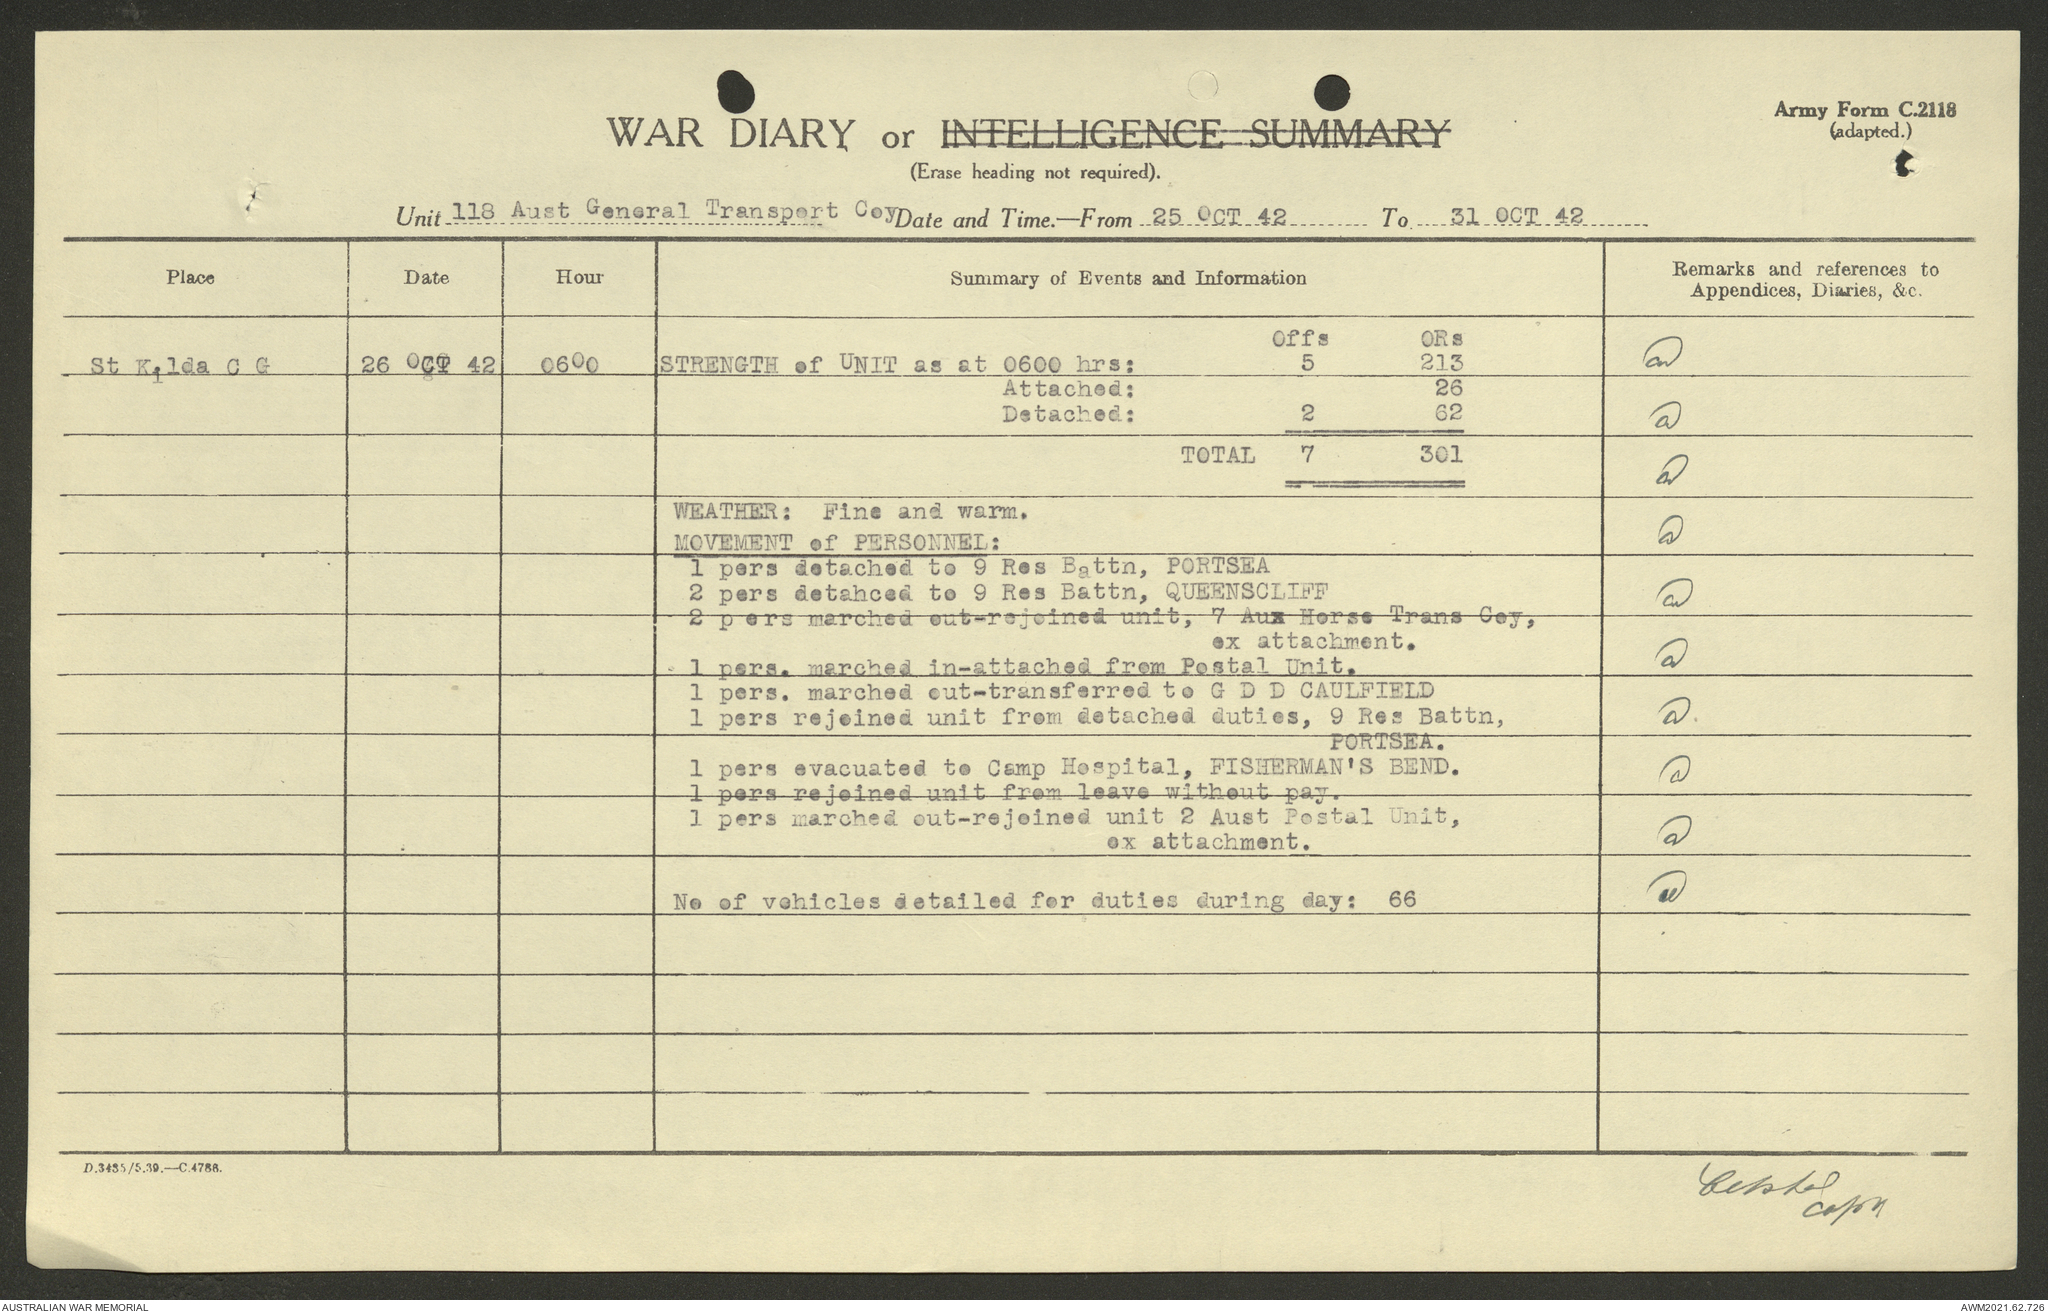 Army Form C.2118
(adapted.)
WAR DIARY or INTELLIGENCE SUMMARY
(Erase heading not required).
Unit 118 Aust General Transport Coy Date and Time.—From 25 OCT 42 To 31 OCT 42
Place Date Hour Summary of Events and Information Remarks and references to
Appendices, Diaries, &c.
Offs ORs
St Kilda C G 26 OCT 42 0600 STRENGTH of UNIT as at 0600 hrs: 5 213
Attached: 26
Detached: 2 62
TOTAL 7 301
WEATHER: Fine and warm.
MOVEMENT of PERSONNEL:
1 pers detached to 9 Res Battn, PORTSEA
2 pers detahced to 9 Res Battn, QUEENSCLIFF
2 p ers marched out-rejoined unit, 7 Aux Horse Trans Coy,
ex attachment.
1 pers. marched in-attached from Postal Unit.
1 pers. marched out-transferred to G D D CAULFIELD
1 pers rejoined unit from detached duties, 9 Res Battn,
PORTSEA.
1 pers evacuated to Camp Hospital, FISHERMAN'S BEND.
1 pers rejoined unit from leave without pay.
1 pers marched out-rejoined unit 2 Aust Postal Unit,
ex attachment.
No of vehicles detailed for duties during day: 66
D.3485/5.39.—C.4786.
Capt
AUSTRALIAN WAR MEMORIAL
AWM2021.62.726